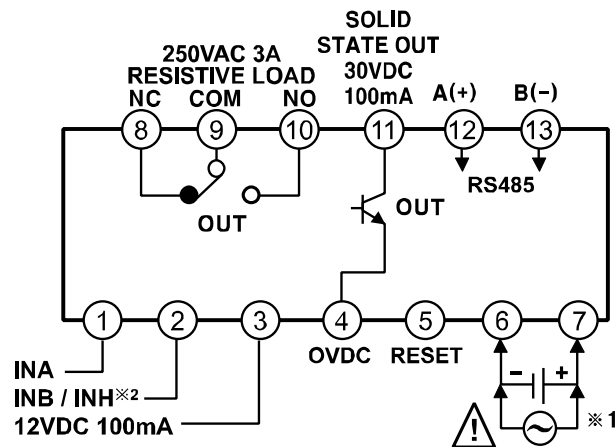 SOLID
STATE OUT
30VDC
100mA
250VAC 3A
RESISTIVE LOAD
NC COM NO
A(+) B(−)
8 9 10 11 12 13
RS485
OUT
OUT
1 2 3 4 5 6 7
INA
INB / INH※2
12VDC 100mA
OVDC RESET
− +
※1
!